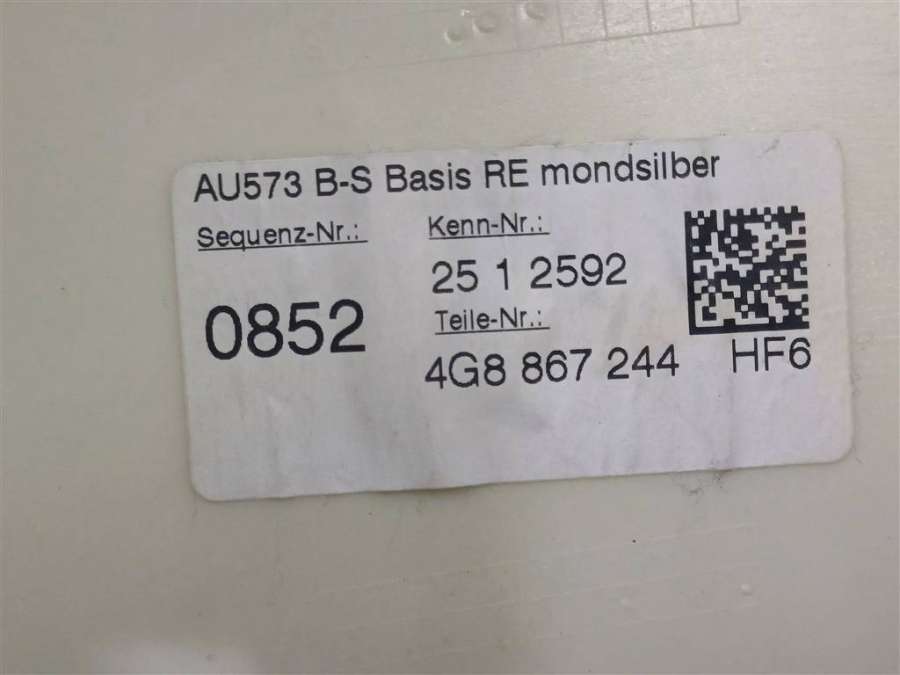 AU573 B-S Basis RE mondsilber
Sequenz-Nr.:
Kenn-Nr.:
25 1 2592
0852
Teile-Nr.:
4G8 867 244 HF6